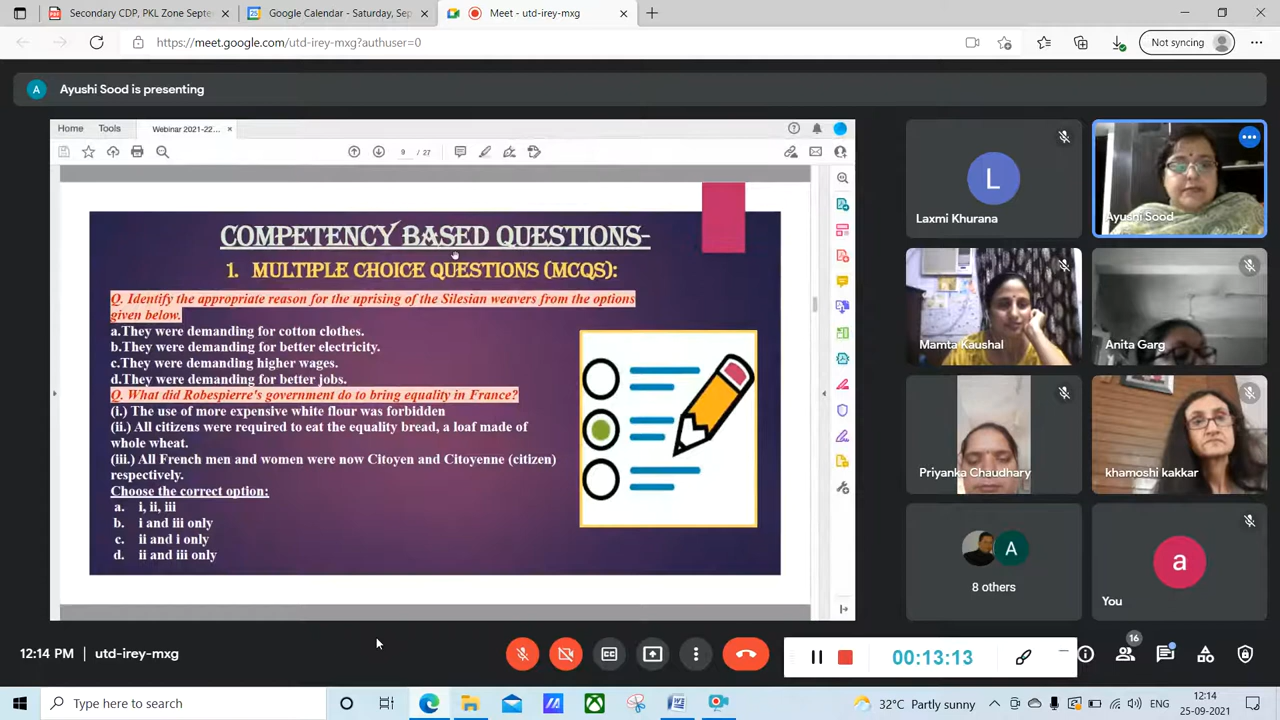 Secondary CDP, PKL Zone Septe
Google Calendar - Saturday, Sep
Meet - utd-irey-mxg
https://meet.google.com/utd-irey-mxg?authuser=0
Not syncing
A
Ayushi Sood is presenting
Home
Tools
Webinar 2021-22...
9 / 27
COMPETENCY BASED QUESTIONS-
1. MULTIPLE CHOICE QUESTIONS (MCQS):
Q. Identify the appropriate reason for the uprising of the Silesian weavers from the options
given below.
a.They were demanding for cotton clothes.
b.They were demanding for better electricity.
c.They were demanding higher wages.
d.They were demanding for better jobs.
Q. What did Robespierre's government do to bring equality in France?
(i.) The use of more expensive white flour was forbidden
(ii.) All citizens were required to eat the equality bread, a loaf made of
whole wheat.
(iii.) All French men and women were now Citoyen and Citoyenne (citizen)
respectively.
Choose the correct option:
a. i, ii, iii
b. i and iii only
c. ii and i only
d. ii and iii only
L
Laxmi Khurana
Ayushi Sood
Mamta Kaushal
Anita Garg
Priyanka Chaudhary
khamoshi kakkar
A
8 others
a
You
12:14 PM | utd-irey-mxg
00:13:13
16
Type here to search
32°C Partly sunny
ENG
12:14
25-09-2021